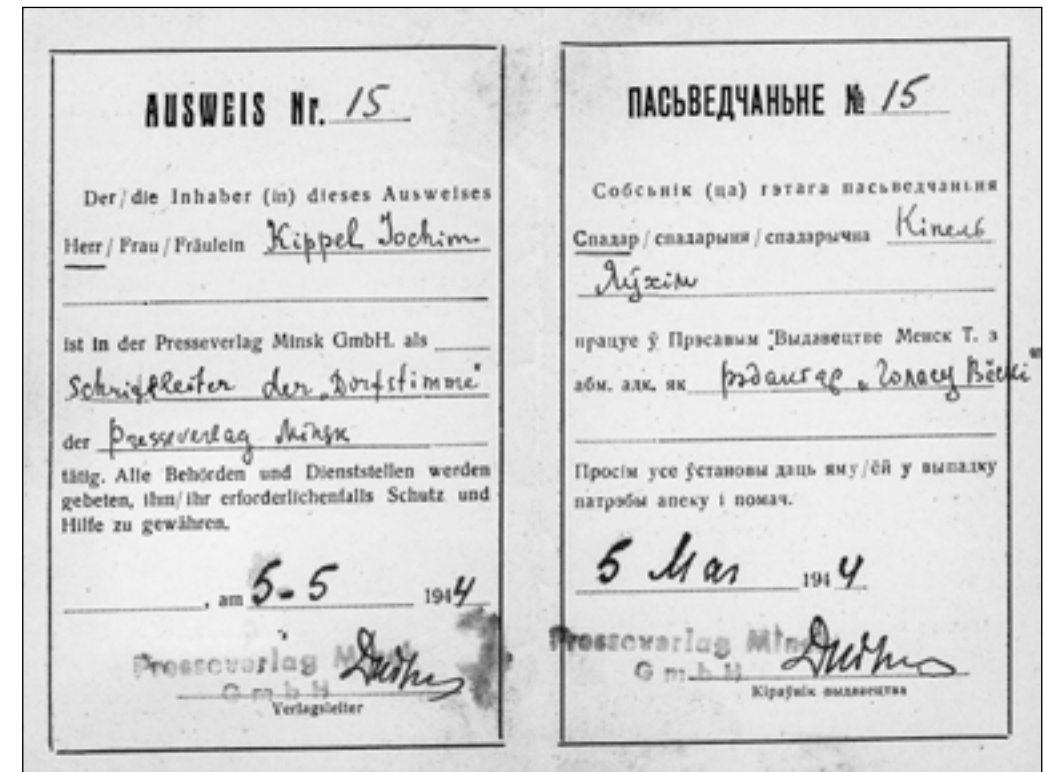 AUSWEIS Nr. 15
Der/die Inhaber (in) dieses Ausweises
Herr/Frau/Fräulein Kippel Jochim
ist in der Presseverlag Minsk GmbH. als
Schriftleiter der „Dorfstimme"
der Presseverlag Minsk
tätig. Alle Behörden und Dienststellen werden
gebeten, ihm/ihr erforderlichenfalls Schutz und
Hilfe zu gewähren.
, am 5-5 1944
Presseverlag Minsk
GmbH
Verlagsleiter
ПАСЬВЕДЧАНЬНЕ № 15
Собсьнік (ца) гэтага пасьведчаньня
Спадар/спадарыня/спадарычна Кіпель
Яўхім
працуе ў Прэсавым Выдавецтве Менск Т. з
абм. адк. як рэдактар „Голасу Вёскі"
Просім усе ўстановы даць яму/ёй у выпадку
патрэбы апеку і помач.
5 Мая 1944
Presseverlag Minsk
GmbH
Кіраўнік выдавецтва